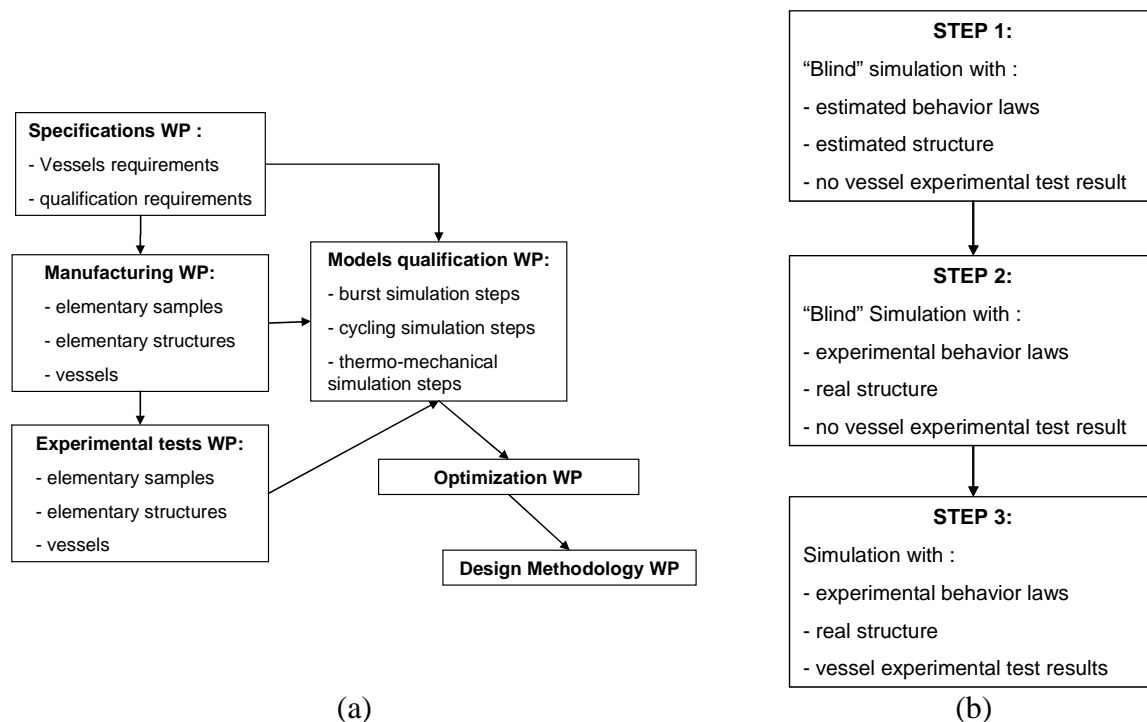 Specifications WP :
- Vessels requirements
- qualification requirements
Manufacturing WP:
- elementary samples
- elementary structures
- vessels
Experimental tests WP:
- elementary samples
- elementary structures
- vessels
Models qualification WP:
- burst simulation steps
- cycling simulation steps
- thermo-mechanical
simulation steps
Optimization WP
Design Methodology WP
(a)
STEP 1:
“Blind” simulation with :
- estimated behavior laws
- estimated structure
- no vessel experimental test result
STEP 2:
“Blind” Simulation with :
- experimental behavior laws
- real structure
- no vessel experimental test result
STEP 3:
Simulation with :
- experimental behavior laws
- real structure
- vessel experimental test results
(b)